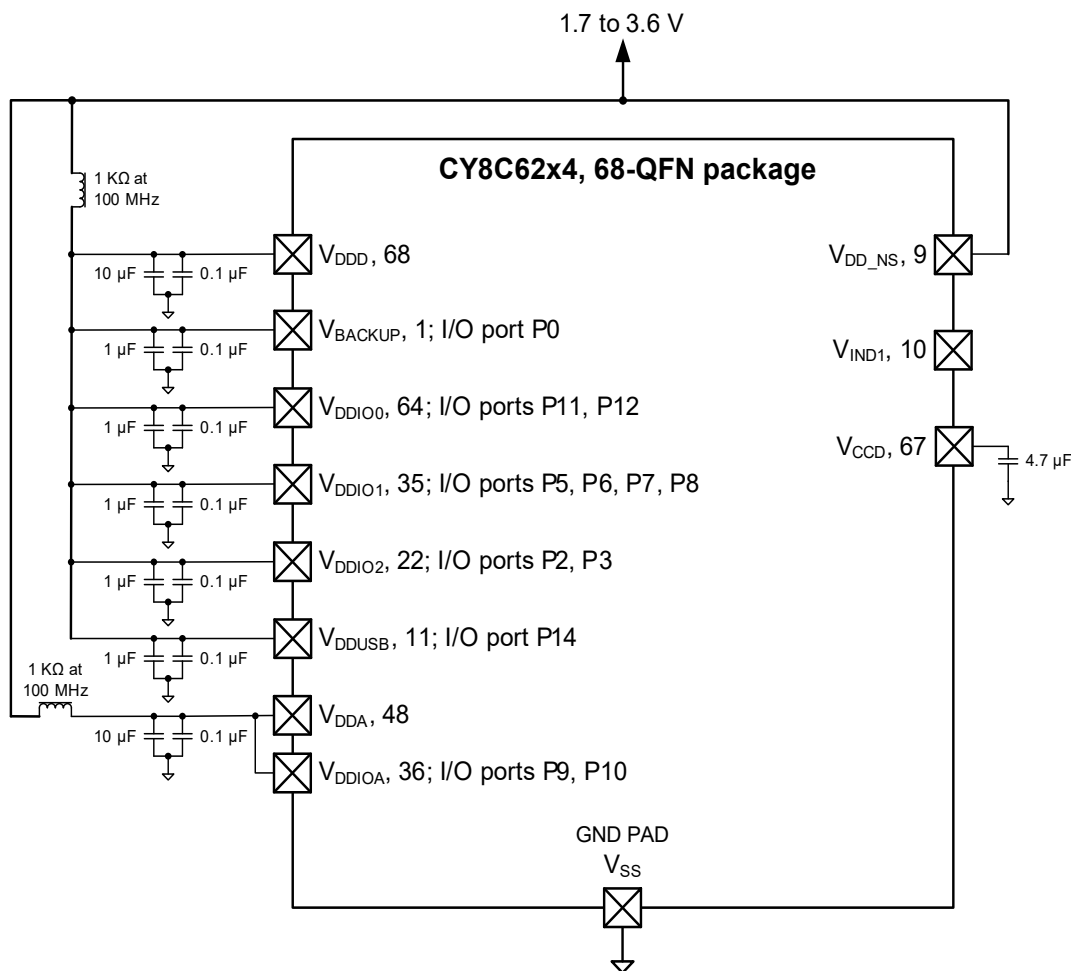 1.7 to 3.6 V
CY8C62x4, 68-QFN package
1 KΩ at
100 MHz
VDDD, 68
10 µF
0.1 µF
VBACKUP, 1; I/O port P0
1 µF
0.1 µF
VDDIO0, 64; I/O ports P11, P12
1 µF
0.1 µF
VDDIO1, 35; I/O ports P5, P6, P7, P8
1 µF
0.1 µF
VDDIO2, 22; I/O ports P2, P3
1 µF
0.1 µF
VDDUSB, 11; I/O port P14
1 µF
0.1 µF
1 KΩ at
100 MHz
VDDA, 48
10 µF
0.1 µF
VDDIOA, 36; I/O ports P9, P10
VDD_NS, 9
VIND1, 10
VCCD, 67
4.7 µF
GND PAD
VSS